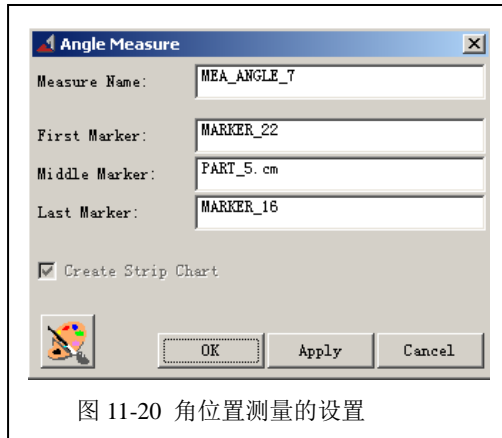 Angle Measure
Measure Name: MEA_ANGLE_7
First Marker: MARKER_22
Middle Marker: PART_5.cm
Last Marker: MARKER_16
Create Strip Chart
OK Apply Cancel
图 11-20 角位置测量的设置